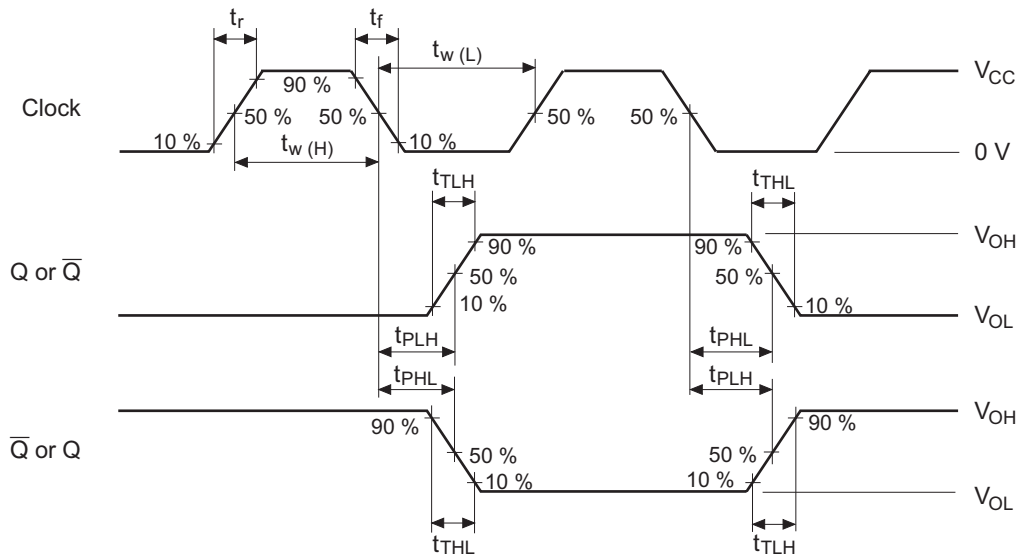 tr tf
tw (L)
VCC
90 %
Clock 50 % 50 % 50 % 50 %
10 % 10 %
tw (H)
0 V
tTLH tTHL
VOH
90 % 90 %
Q or Q̅ 50 % 50 %
10 % 10 %
VOL
tPLH tPHL
tPHL tPLH
VOH
90 % 90 %
Q̅ or Q 50 % 50 %
10 % 10 %
VOL
tTHL tTLH